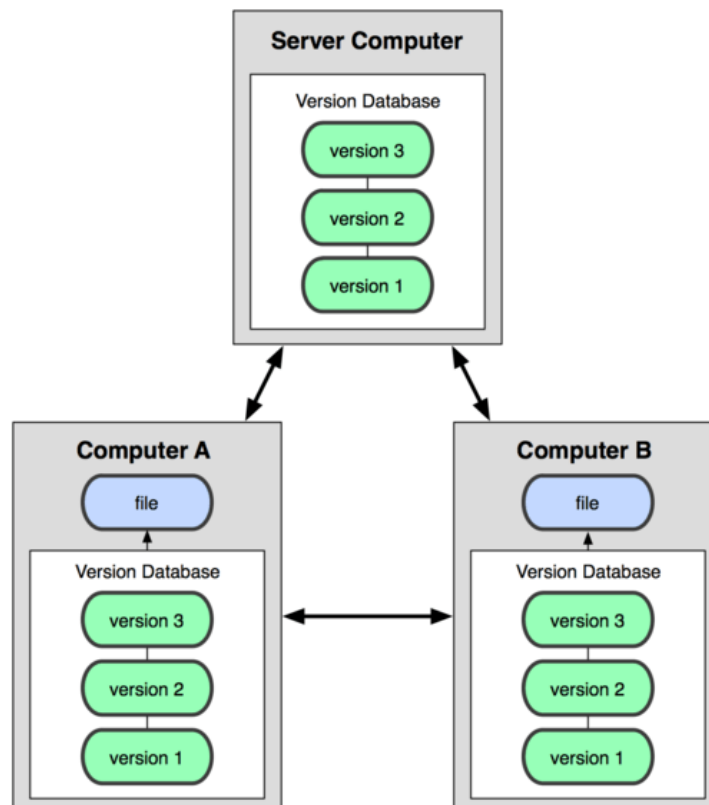 Server Computer
Version Database
version 3
version 2
version 1
Computer A
file
Version Database
version 3
version 2
version 1
Computer B
file
Version Database
version 3
version 2
version 1